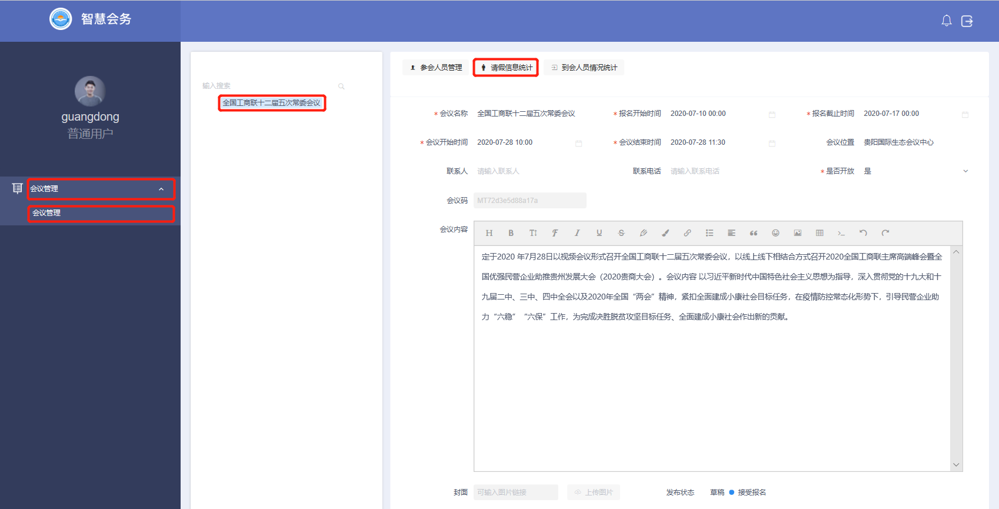 智慧会务
guangdong
普通用户
会议管理
会议管理
输入搜索
全国工商联十二届五次常委会议
参会人员管理
请假信息统计
到会人员情况统计
* 会议名称 全国工商联十二届五次常委会议
* 报名开始时间 2020-07-10 00:00
* 报名截止时间 2020-07-17 00:00
* 会议开始时间 2020-07-28 10:00
* 会议结束时间 2020-07-28 11:30
会议位置 贵阳国际生态会议中心
联系人 请输入联系人
联系电话 请输入联系电话
* 是否开放 是
会议码 MT72d3e5d88a17a
会议内容
定于2020 年7月28日以视频会议形式召开全国工商联十二届五次常委会议，以线上线下相结合方式召开2020全国工商联主席高端峰会暨全
国优强民营企业助推贵州发展大会（2020贵商大会）。会议内容 以习近平新时代中国特色社会主义思想为指导，深入贯彻党的十九大和十
九届二中、三中、四中全会以及2020年全国“两会”精神，紧扣全面建成小康社会目标任务，在疫情防控常态化形势下，引导民营企业助
力“六稳”“六保”工作，为完成决胜脱贫攻坚目标任务、全面建成小康社会作出新的贡献。
封面 可输入图片链接 上传图片
发布状态 草稿 接受报名